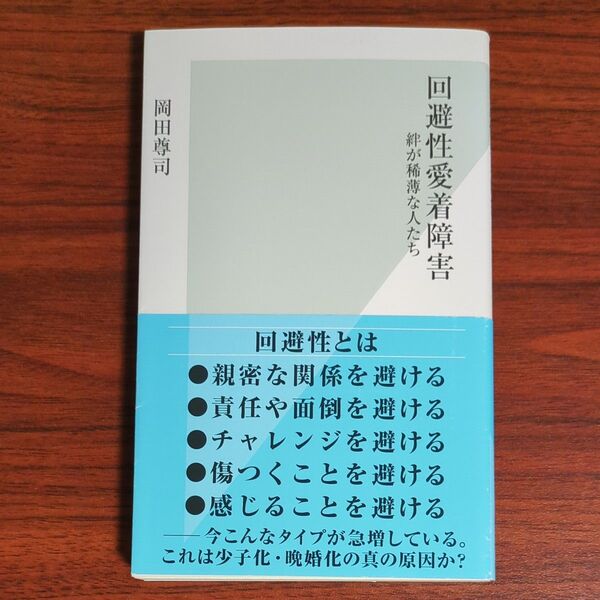 回避性愛着障害
絆が稀薄な人たち
岡田尊司
回避性とは
●親密な関係を避ける
●責任や面倒を避ける
●チャレンジを避ける
●傷つくことを避ける
●感じることを避ける
――今こんなタイプが急増している。
これは少子化・晩婚化の真の原因か?